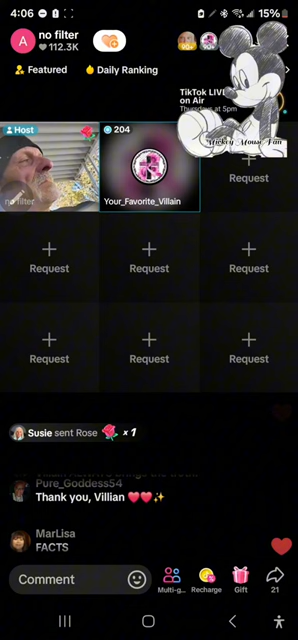 4:06
15%
A
no filter
112.3K
Featured
Daily Ranking
TikTok LIVE
on Air
Thursdays at 5pm
Mickey Mouse Fan
Host
no filter
204
Your_Favorite_Villain
+
Request
+
Request
+
Request
+
Request
+
Request
+
Request
+
Request
Susie sent Rose x 1
Pure_Goddess54
Thank you, Villian
MarLisa
FACTS
Comment
Multi-g...
Recharge
Gift
21